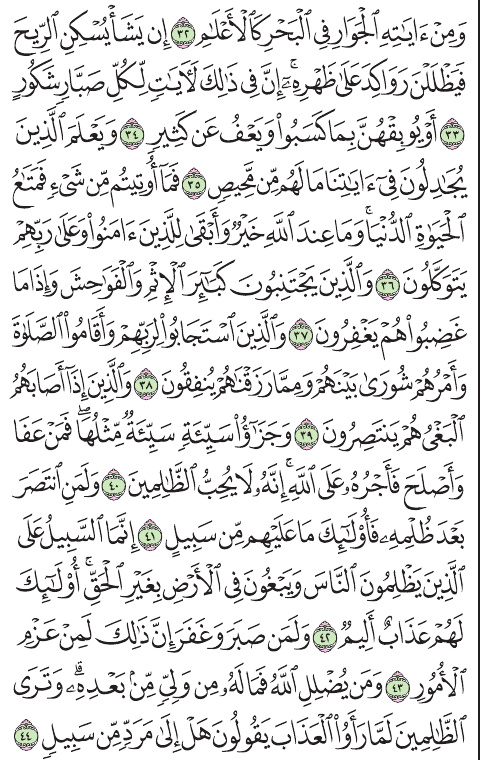 وَمِنْ ءَايَٰتِهِ ٱلْجَوَارِ فِى ٱلْبَحْرِ كَٱلْأَعْلَٰمِ ٣٢ إِن يَشَأْ يُسْكِنِ ٱلرِّيحَ
فَيَظْلَلْنَ رَوَاكِدَ عَلَىٰ ظَهْرِهِۦٓ ۚ إِنَّ فِى ذَٰلِكَ لَءَايَٰتٍ لِّكُلِّ صَبَّارٍ شَكُورٍ
٣٣ أَوْ يُوبِقْهُنَّ بِمَا كَسَبُوا۟ وَيَعْفُ عَن كَثِيرٍ ٣٤ وَيَعْلَمَ ٱلَّذِينَ
يُجَٰدِلُونَ فِىٓ ءَايَٰتِنَا مَا لَهُم مِّن مَّحِيصٍ ٣٥ فَمَآ أُوتِيتُم مِّن شَىْءٍ فَمَتَٰعُ
ٱلْحَيَوٰةِ ٱلدُّنْيَا ۖ وَمَا عِندَ ٱللَّهِ خَيْرٌ وَأَبْقَىٰ لِلَّذِينَ ءَامَنُوا۟ وَعَلَىٰ رَبِّهِمْ
يَتَوَكَّلُونَ ٣٦ وَٱلَّذِينَ يَجْتَنِبُونَ كَبَٰٓئِرَ ٱلْإِثْمِ وَٱلْفَوَٰحِشَ وَإِذَا مَا
غَضِبُوا۟ هُمْ يَغْفِرُونَ ٣٧ وَٱلَّذِينَ ٱسْتَجَابُوا۟ لِرَبِّهِمْ وَأَقَامُوا۟ ٱلصَّلَوٰةَ
وَأَمْرُهُمْ شُورَىٰ بَيْنَهُمْ وَمِمَّا رَزَقْنَٰهُمْ يُنفِقُونَ ٣٨ وَٱلَّذِينَ إِذَآ أَصَابَهُمُ
ٱلْبَغْىُ هُمْ يَنتَصِرُونَ ٣٩ وَجَزَٰٓؤُا۟ سَيِّئَةٍ سَيِّئَةٌ مِّثْلُهَا ۖ فَمَنْ عَفَا
وَأَصْلَحَ فَأَجْرُهُۥ عَلَى ٱللَّهِ ۚ إِنَّهُۥ لَا يُحِبُّ ٱلظَّٰلِمِينَ ٤٠ وَلَمَنِ ٱنتَصَرَ
بَعْدَ ظُلْمِهِۦ فَأُو۟لَٰٓئِكَ مَا عَلَيْهِم مِّن سَبِيلٍ ٤١ إِنَّمَا ٱلسَّبِيلُ عَلَى
ٱلَّذِينَ يَظْلِمُونَ ٱلنَّاسَ وَيَبْغُونَ فِى ٱلْأَرْضِ بِغَيْرِ ٱلْحَقِّ ۚ أُو۟لَٰٓئِكَ
لَهُمْ عَذَابٌ أَلِيمٌ ٤٢ وَلَمَن صَبَرَ وَغَفَرَ إِنَّ ذَٰلِكَ لَمِنْ عَزْمِ
ٱلْأُمُورِ ٤٣ وَمَن يُضْلِلِ ٱللَّهُ فَمَا لَهُۥ مِن وَلِىٍّ مِّنۢ بَعْدِهِۦ ۗ وَتَرَى
ٱلظَّٰلِمِينَ لَمَّا رَأَوُا۟ ٱلْعَذَابَ يَقُولُونَ هَلْ إِلَىٰ مَرَدٍّ مِّن سَبِيلٍ ٤٤